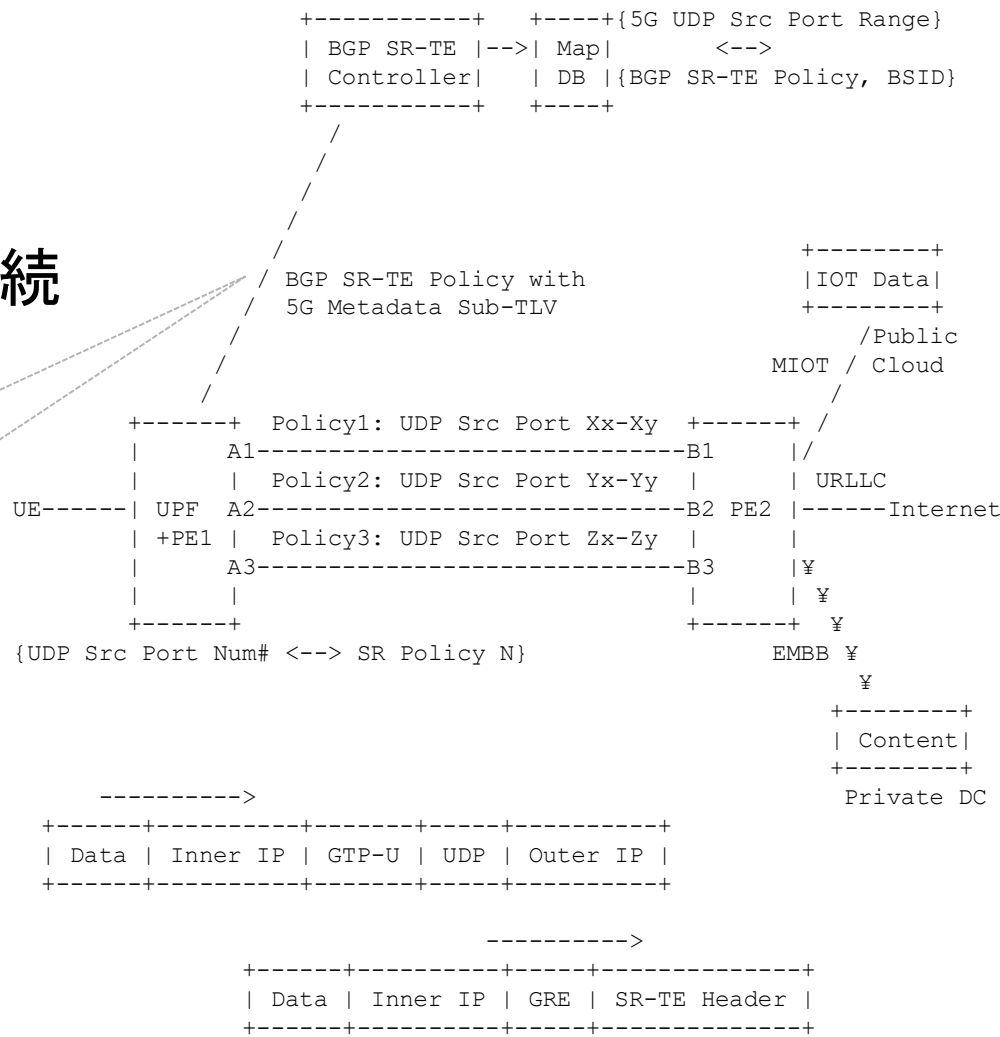 +-----------+   +----+{5G UDP Src Port Range}
| BGP SR-TE |-->| Map|      <-->
| Controller|   | DB |{BGP SR-TE Policy, BSID}
+-----------+   +----+
/
/
/
/
/
続
+--------+
/ BGP SR-TE Policy with |IOT Data|
/ 5G Metadata Sub-TLV +--------+
/ /Public
/ MIOT / Cloud
/ /
+------+  Policy1: UDP Src Port Xx-Xy  +------+ /
|      A1------------------------------B1      |/
|      |  Policy2: UDP Src Port Yx-Yy  |      | URLLC
UE------| UPF  A2------------------------------B2 PE2 |------Internet
| +PE1 |  Policy3: UDP Src Port Zx-Zy  |      |
|      A3------------------------------B3     |¥
|      |                               |      | ¥
+------+                               +------+  ¥
{UDP Src Port Num# <--> SR Policy N} EMBB ¥
¥
+--------+
| Content|
+--------+
----------> Private DC
+------+----------+-------+-----+----------+
| Data | Inner IP | GTP-U | UDP | Outer IP |
+------+----------+-------+-----+----------+
---------->
+------+----------+-----+--------------+
| Data | Inner IP | GRE | SR-TE Header |
+------+----------+-----+--------------+